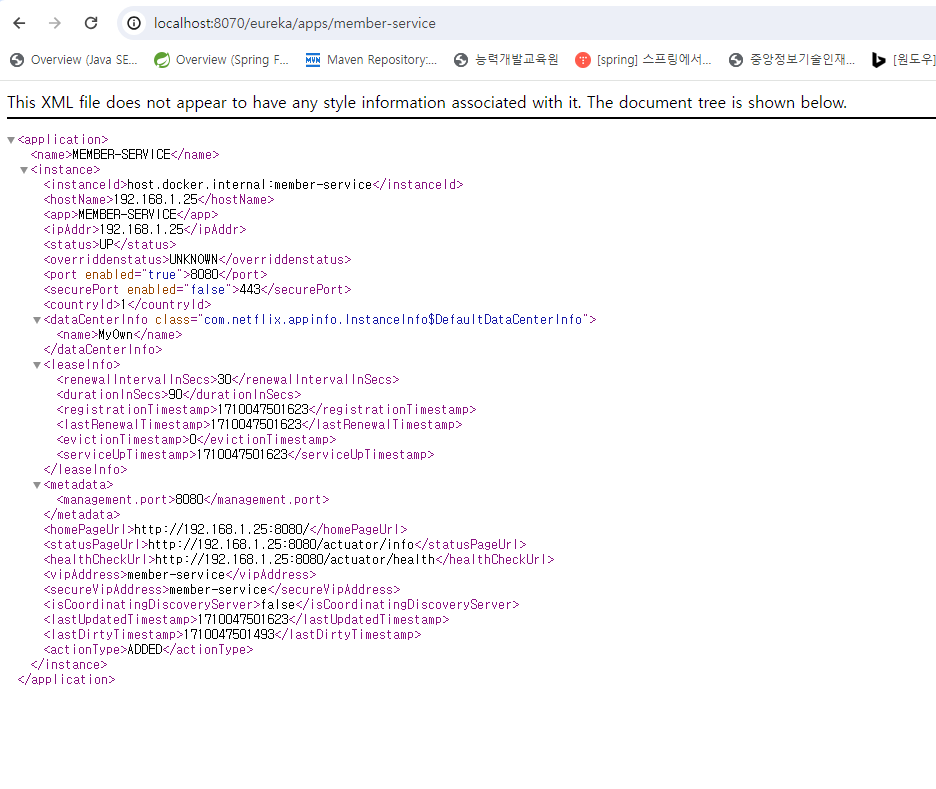 localhost:8070/eureka/apps/member-service
Overview (Java SE... Overview (Spring F... Maven Repository:... 능력개발교육원 [spring] 스프링에서... 중앙정보기술인재... [윈도우]
This XML file does not appear to have any style information associated with it. The document tree is shown below.
<application>
<name>MEMBER-SERVICE</name>
<instance>
<instanceId>host.docker.internal:member-service</instanceId>
<hostName>192.168.1.25</hostName>
<app>MEMBER-SERVICE</app>
<ipAddr>192.168.1.25</ipAddr>
<status>UP</status>
<overriddenstatus>UNKNOWN</overriddenstatus>
<port enabled="true">8080</port>
<securePort enabled="false">443</securePort>
<countryId>1</countryId>
<dataCenterInfo class="com.netflix.appinfo.InstanceInfo$DefaultDataCenterInfo">
<name>MyOwn</name>
</dataCenterInfo>
<leaseInfo>
<renewalIntervalInSecs>30</renewalIntervalInSecs>
<durationInSecs>90</durationInSecs>
<registrationTimestamp>1710047501623</registrationTimestamp>
<lastRenewalTimestamp>1710047501623</lastRenewalTimestamp>
<evictionTimestamp>0</evictionTimestamp>
<serviceUpTimestamp>1710047501623</serviceUpTimestamp>
</leaseInfo>
<metadata>
<management.port>8080</management.port>
</metadata>
<homePageUrl>http://192.168.1.25:8080/</homePageUrl>
<statusPageUrl>http://192.168.1.25:8080/actuator/info</statusPageUrl>
<healthCheckUrl>http://192.168.1.25:8080/actuator/health</healthCheckUrl>
<vipAddress>member-service</vipAddress>
<secureVipAddress>member-service</secureVipAddress>
<isCoordinatingDiscoveryServer>false</isCoordinatingDiscoveryServer>
<lastUpdatedTimestamp>1710047501623</lastUpdatedTimestamp>
<lastDirtyTimestamp>1710047501493</lastDirtyTimestamp>
<actionType>ADDED</actionType>
</instance>
</application>